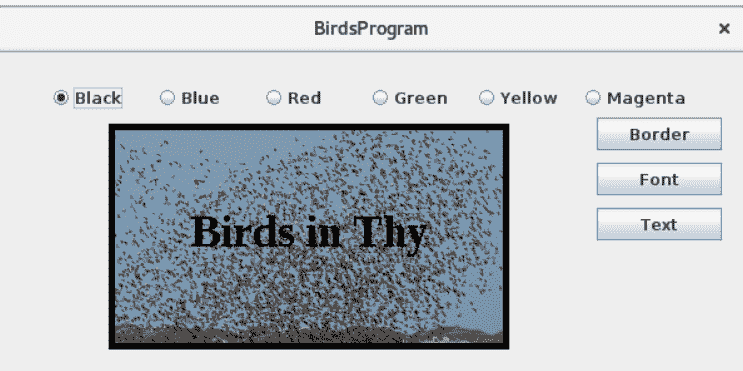 BirdsProgram ×
Black Blue Red Green Yellow Magenta
Border
Font
Birds in Thy
Text